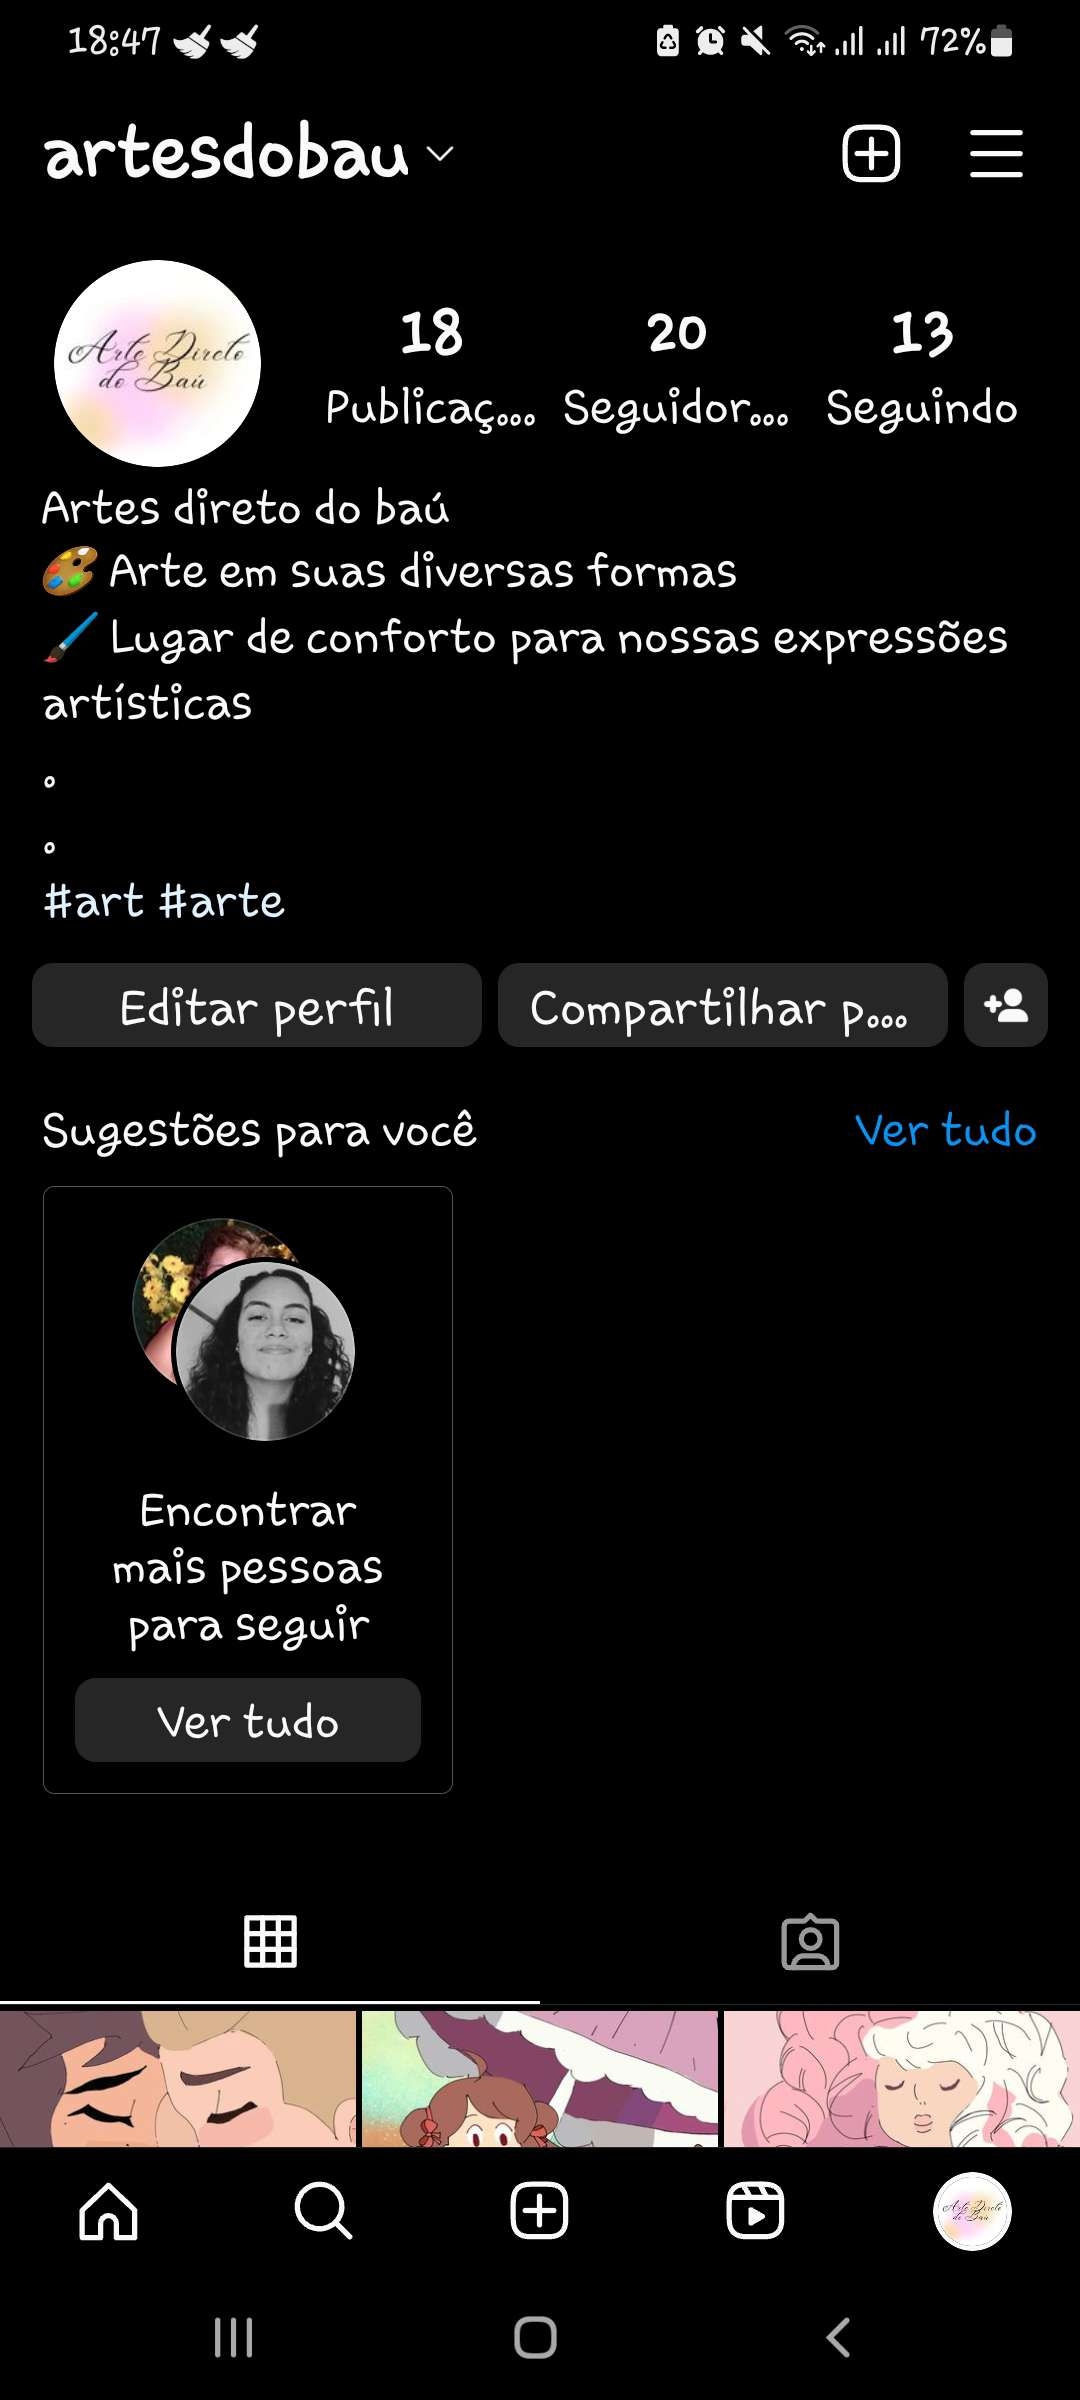 18:47 72%
artesdobau
Arte Direto
do Baú
18 20 13
Publicaç... Seguidor... Seguindo
Artes direto do baú
🎨 Arte em suas diversas formas
🖌️ Lugar de conforto para nossas expressões
artísticas
.
.
#art #arte
Editar perfil Compartilhar p...
Sugestões para você Ver tudo
Encontrar
mais pessoas
para seguir
Ver tudo
Arte Direto
do Baú